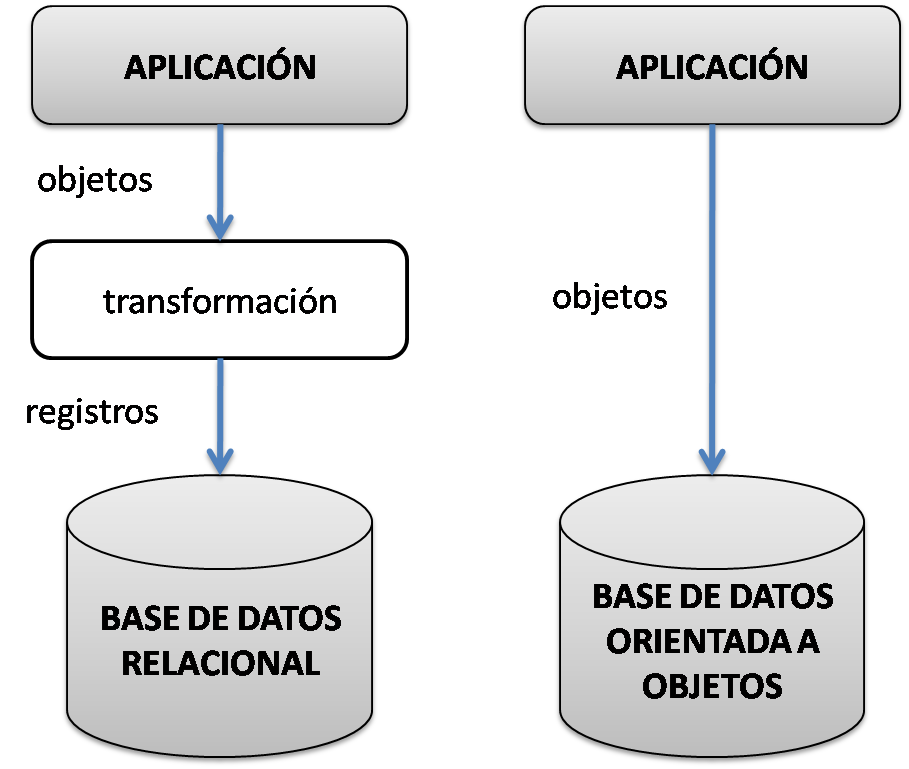 APLICACIÓN
objetos
transformación
registros
BASE DE DATOS
RELACIONAL
APLICACIÓN
objetos
BASE DE DATOS
ORIENTADA A
OBJETOS